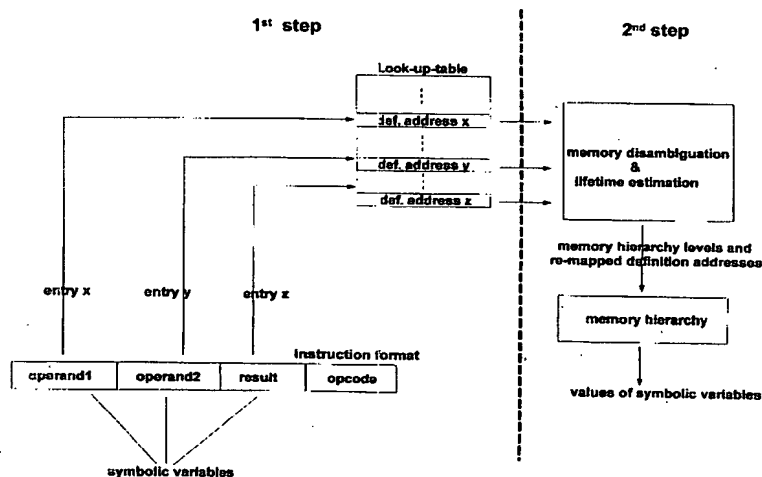 1st step
2nd step
Look-up-table
def. address x
def. address y
def. address z
memory disambiguation
&
lifetime estimation
memory hierarchy levels and
re-mapped definition addresses
entry x
entry y
entry z
memory hierarchy
instruction format
operand1
operand2
result
opcode
values of symbolic variables
symbolic variables